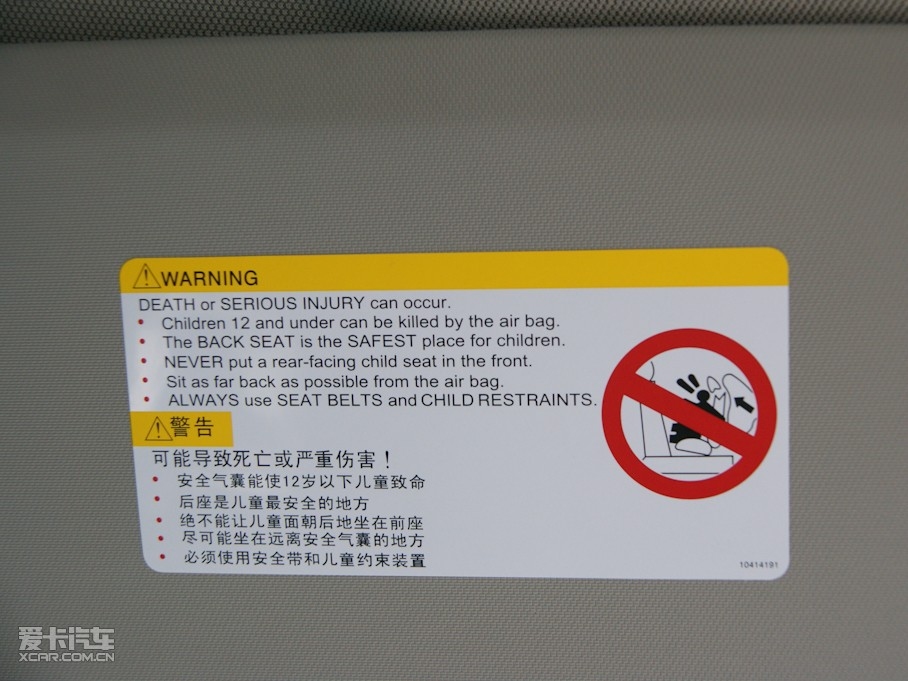 WARNING
DEATH or SERIOUS INJURY can occur.
• Children 12 and under can be killed by the air bag.
• The BACK SEAT is the SAFEST place for children.
• NEVER put a rear-facing child seat in the front.
• Sit as far back as possible from the air bag.
• ALWAYS use SEAT BELTS and CHILD RESTRAINTS.
警告
可能导致死亡或严重伤害!
• 安全气囊能使12岁以下儿童致命
• 后座是儿童最安全的地方
• 绝不能让儿童面朝后地坐在前座
• 尽可能坐在远离安全气囊的地方
• 必须使用安全带和儿童约束装置
10414191
爱卡汽车
XCAR.COM.CN